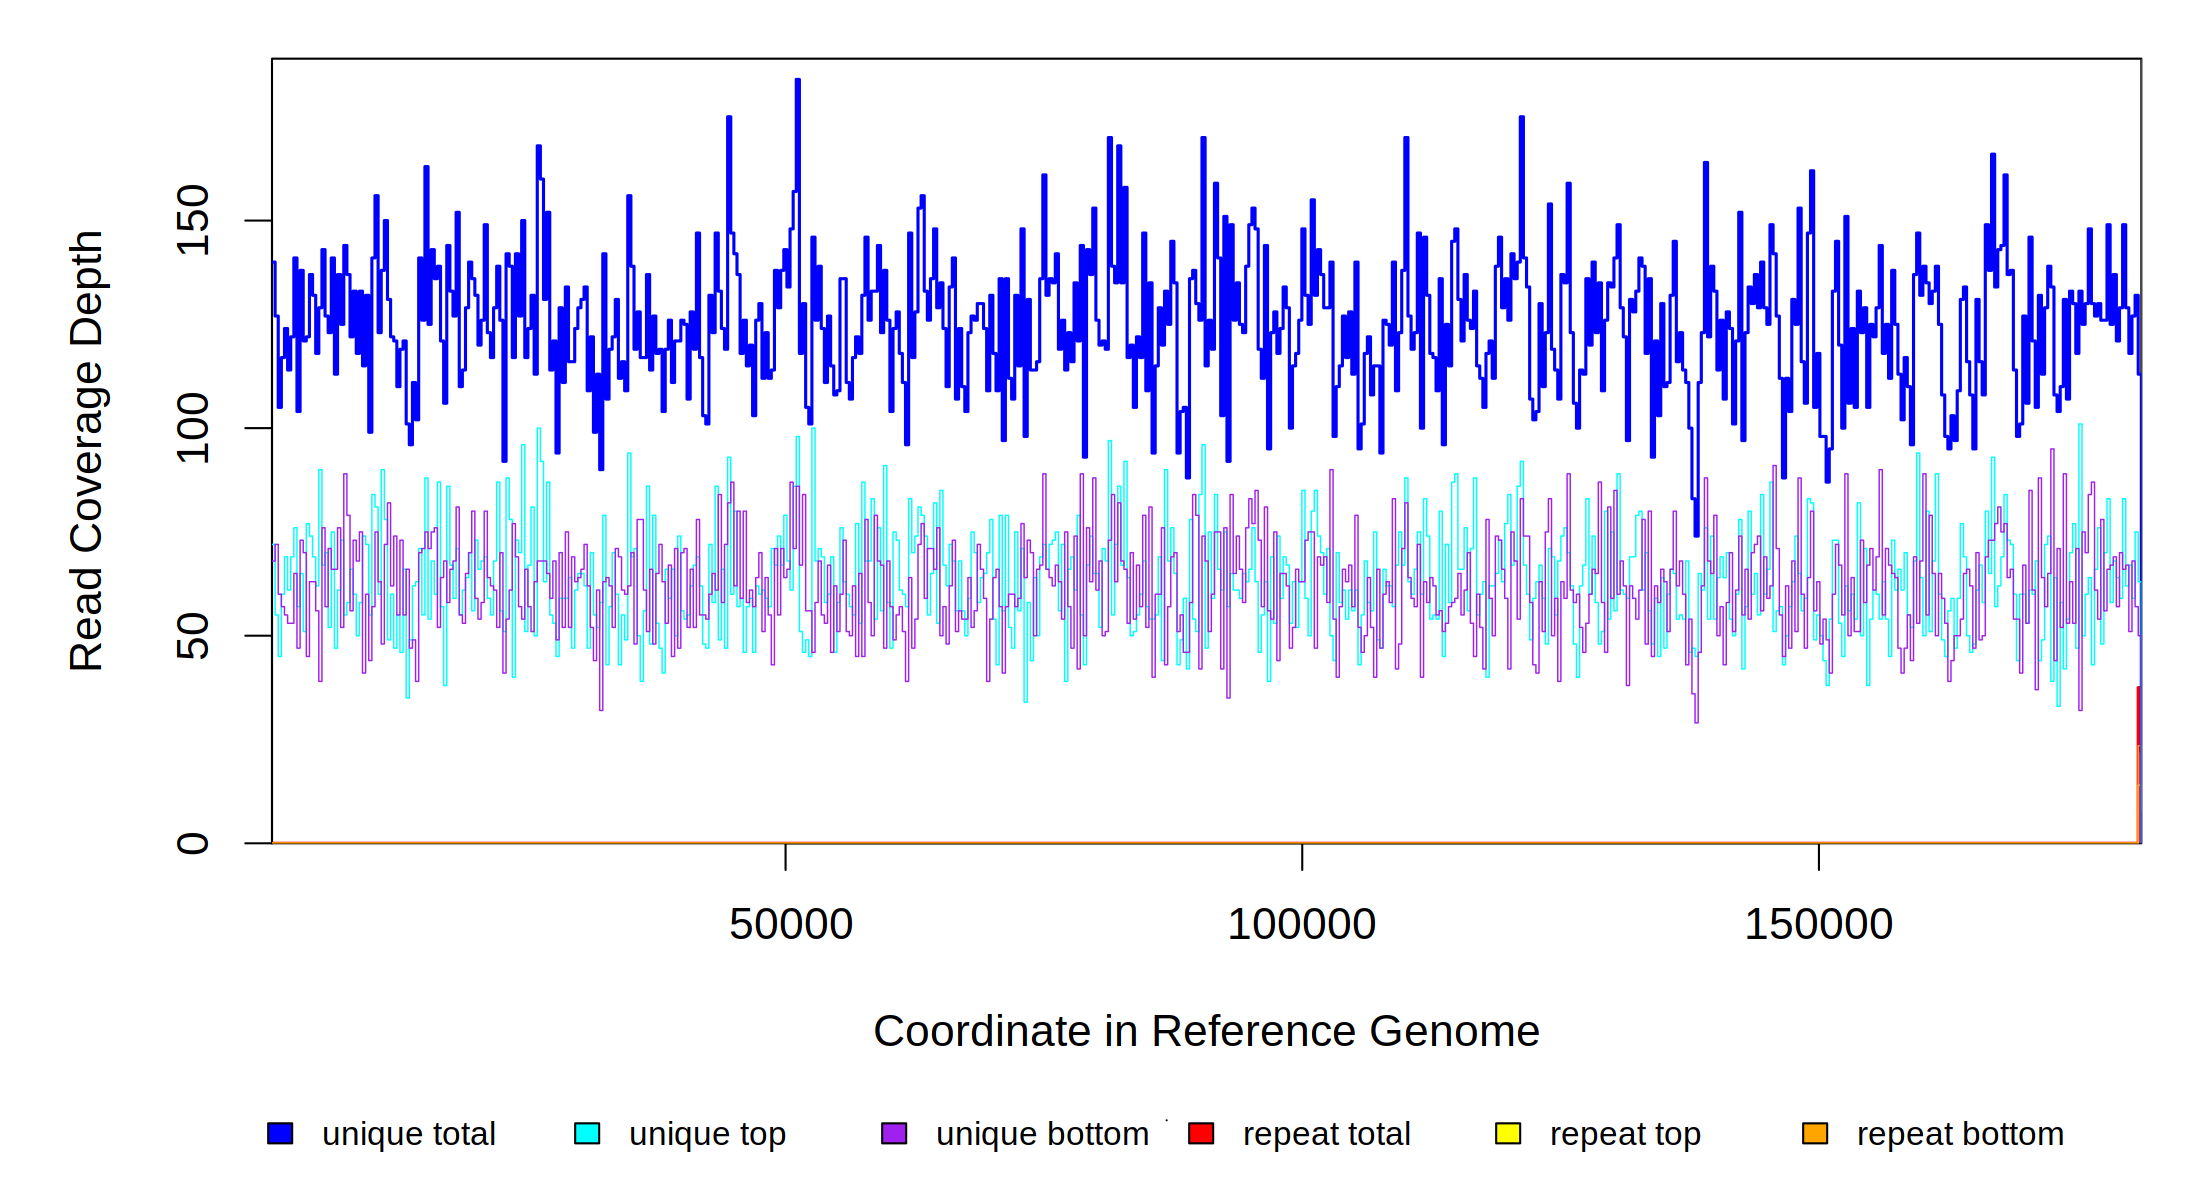 Read Coverage Depth
150
100
50
0
50000 100000 150000
Coordinate in Reference Genome
unique total unique top unique bottom repeat total repeat top repeat bottom